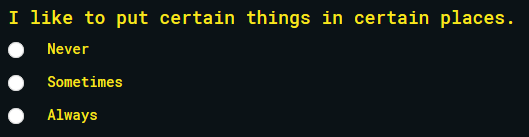 I like to put certain things in certain places.
Never
Sometimes
Always